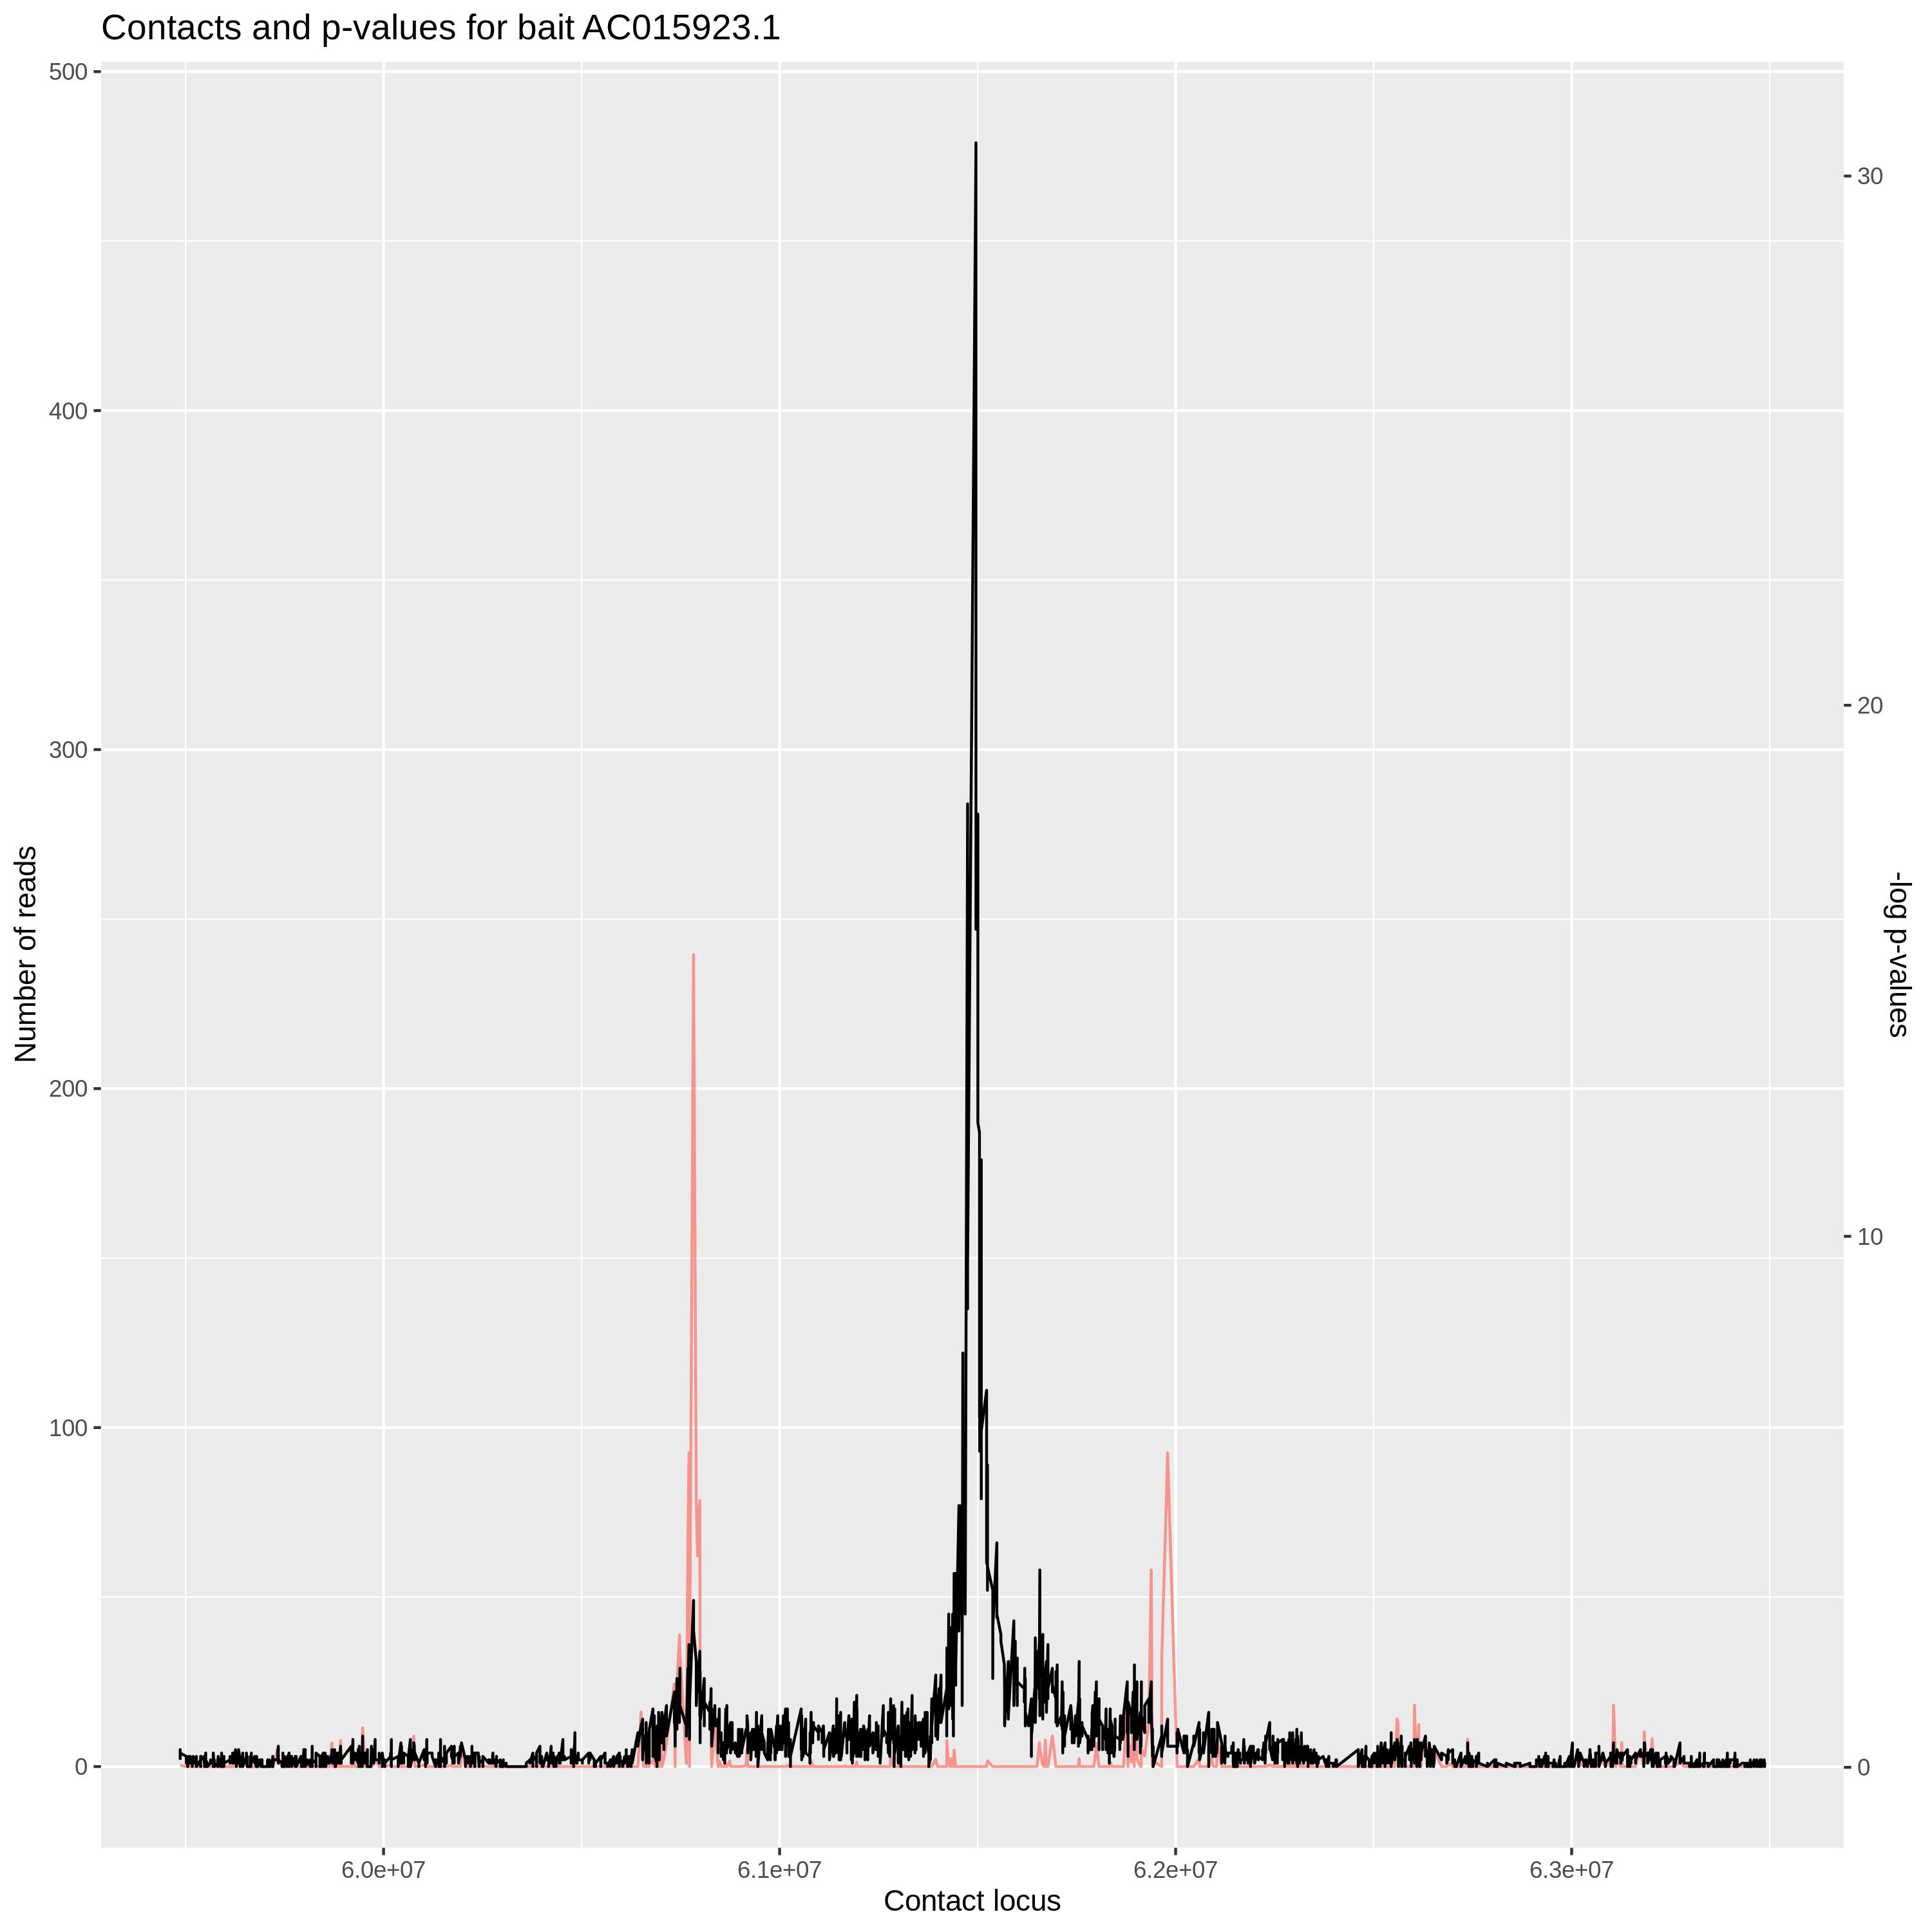 Contacts and p-values for bait AC015923.1
500
400
300
200
100
0
Number of reads
30
20
10
0
-log p-values
6.0e+07
6.1e+07
6.2e+07
6.3e+07
Contact locus